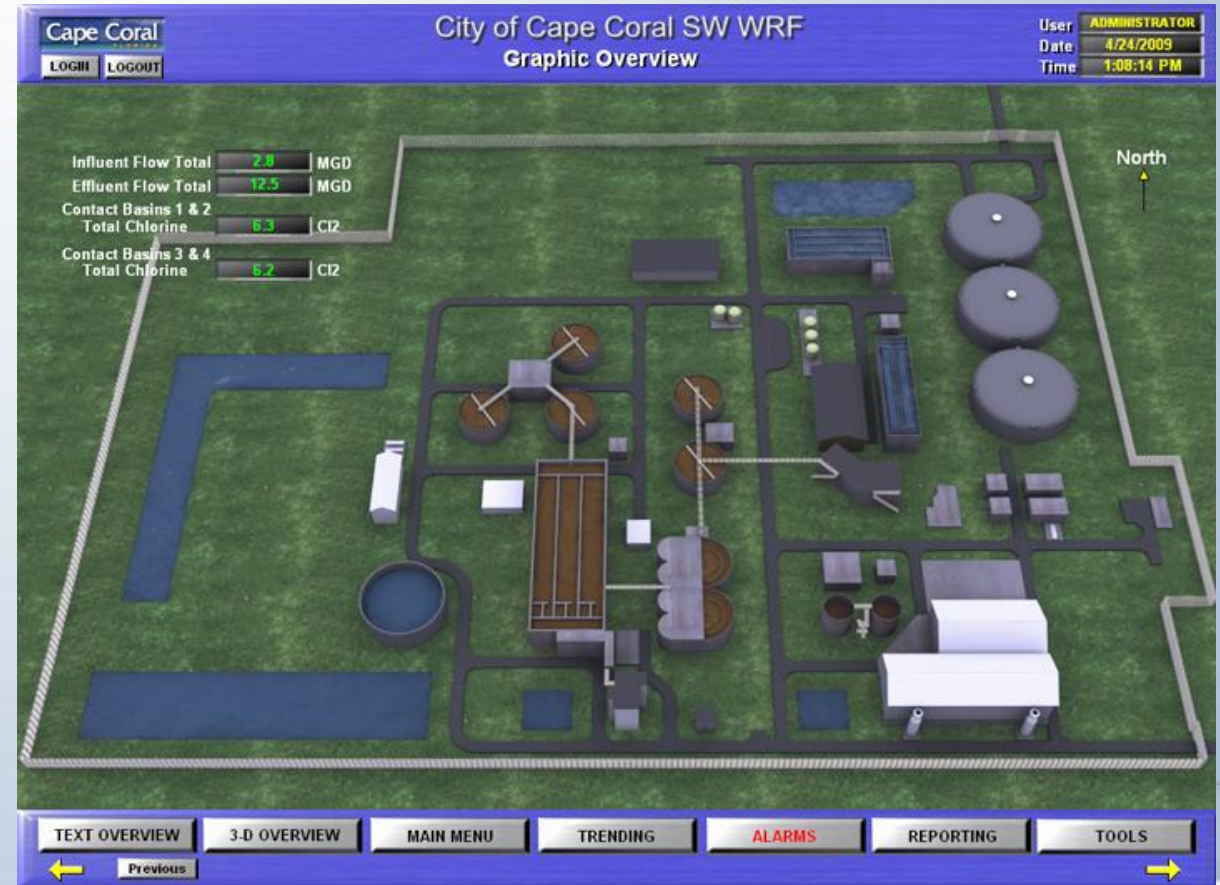 Cape Coral
FLORIDA
LOGIN LOGOUT
City of Cape Coral SW WRF
Graphic Overview
User ADMINISTRATOR
Date 4/24/2009
Time 1:08:14 PM
Influent Flow Total 2.8 MGD
Effluent Flow Total 12.5 MGD
Contact Basins 1 & 2
Total Chlorine 6.3 Cl2
Contact Basins 3 & 4
Total Chlorine 6.2 Cl2
North
TEXT OVERVIEW 3-D OVERVIEW MAIN MENU TRENDING ALARMS REPORTING TOOLS
Previous